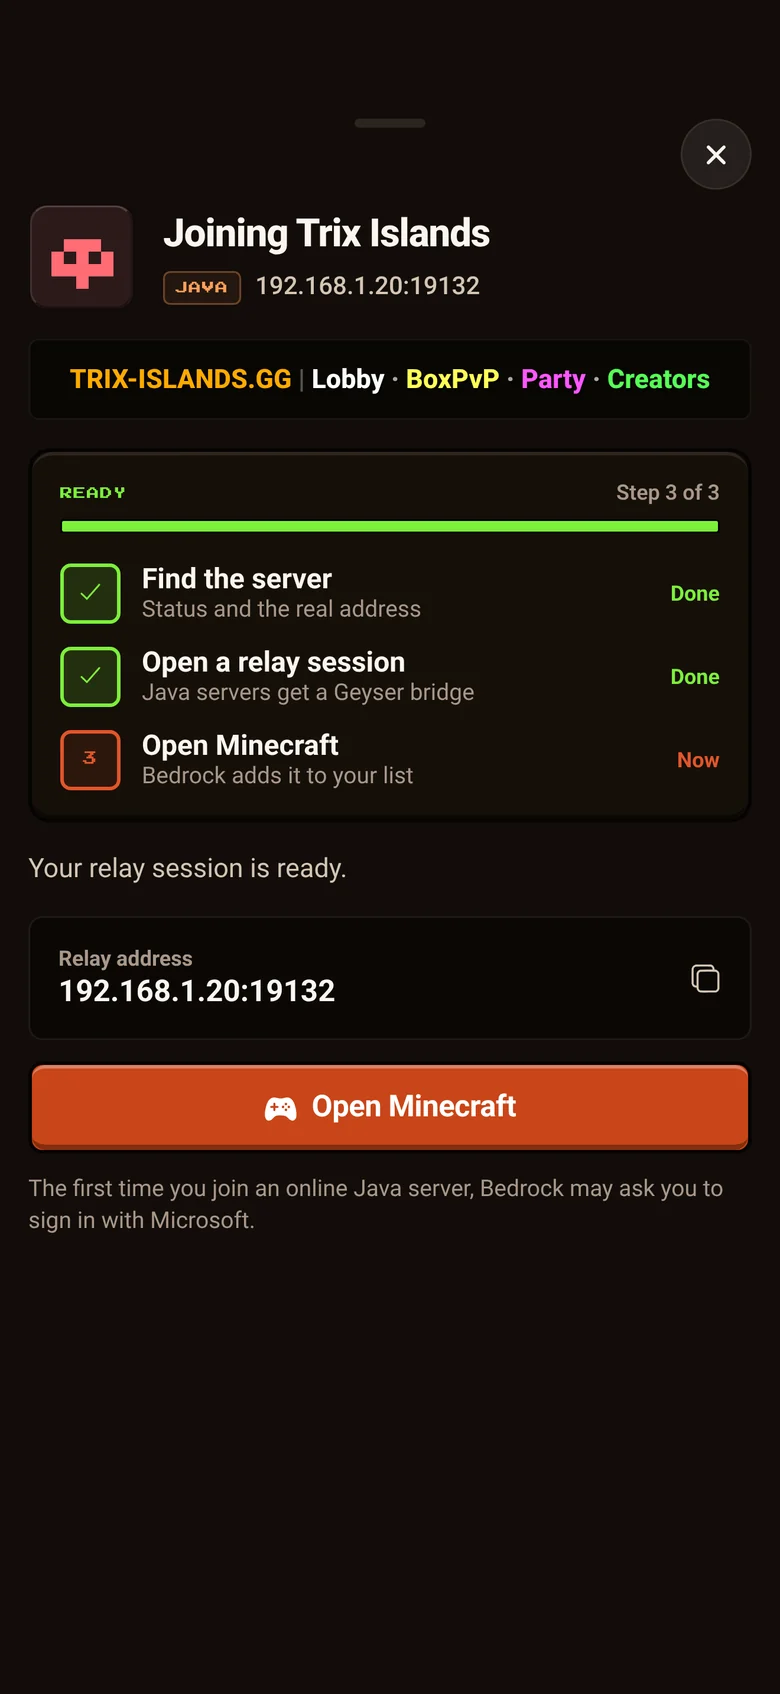 Joining Trix Islands
JAVA 192.168.1.20:19132
TRIX-ISLANDS.GG | Lobby · BoxPvP · Party · Creators
READY Step 3 of 3
Find the server
Status and the real address
Done
Open a relay session
Java servers get a Geyser bridge
Done
3
Open Minecraft
Bedrock adds it to your list
Now
Your relay session is ready.
Relay address
192.168.1.20:19132
Open Minecraft
The first time you join an online Java server, Bedrock may ask you to
sign in with Microsoft.